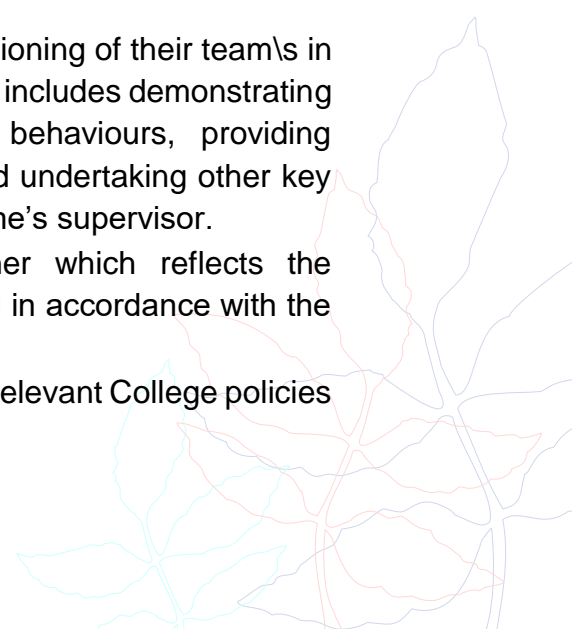 ioning of their team\s in
includes demonstrating
behaviours, providing
d undertaking other key
ne's supervisor.
ner which reflects the
in accordance with the
elevant College policies